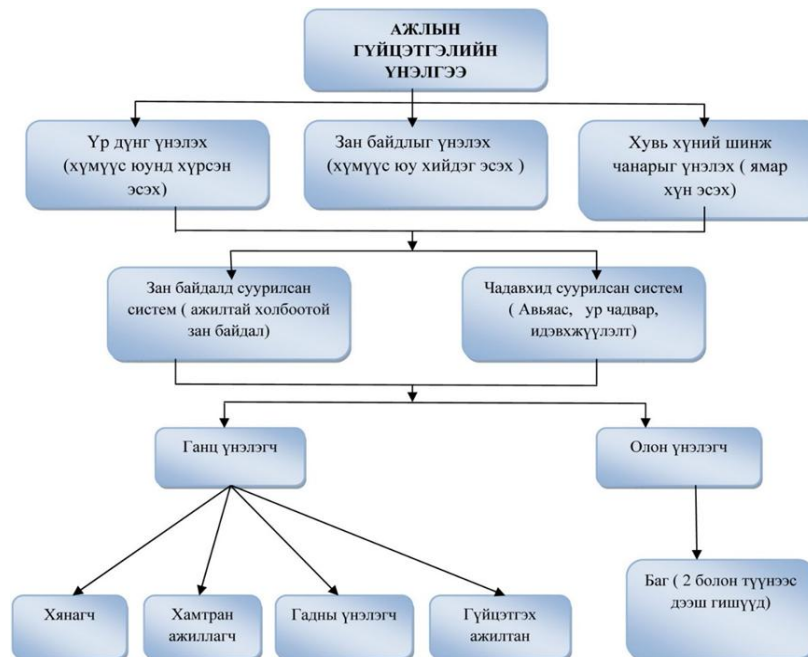 АЖЛЫН
ГҮЙЦЭТГЭЛИЙН
ҮНЭЛГЭЭ
Үр дүнг үнэлэх
(хүмүүс юунд хүрсэн
эсэх)
Зан байдлыг үнэлэх
(хүмүүс юу хийдэг эсэх )
Хувь хүний шинж
чанарыг үнэлэх ( ямар
хүн эсэх)
Зан байдалд суурилсан
систем ( ажилтай холбоотой
зан байдал)
Чадавхид суурилсан систем
( Авьяас, ур чадвар,
идэвхжүүлэлт)
Ганц үнэлэгч
Олон үнэлэгч
Хянагч
Хамтран
ажиллагч
Гадны үнэлэгч
Гүйцэтгэх
ажилтан
Баг ( 2 болон түүнээс
дээш гишүүд)